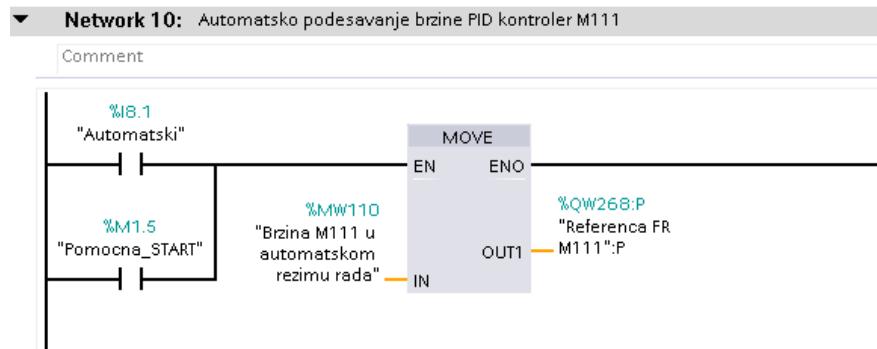 Network 10: Automatsko podesavanje brzine PID kontroler M111
Comment
%I8.1
"Automatski"
MOVE
EN ENO
%M1.5
"Pomocna_START"
%MW110
"Brzina M111 u
automatskom
rezimu rada"
IN
OUT1
%QW268:P
"Referenca FR
M111":P